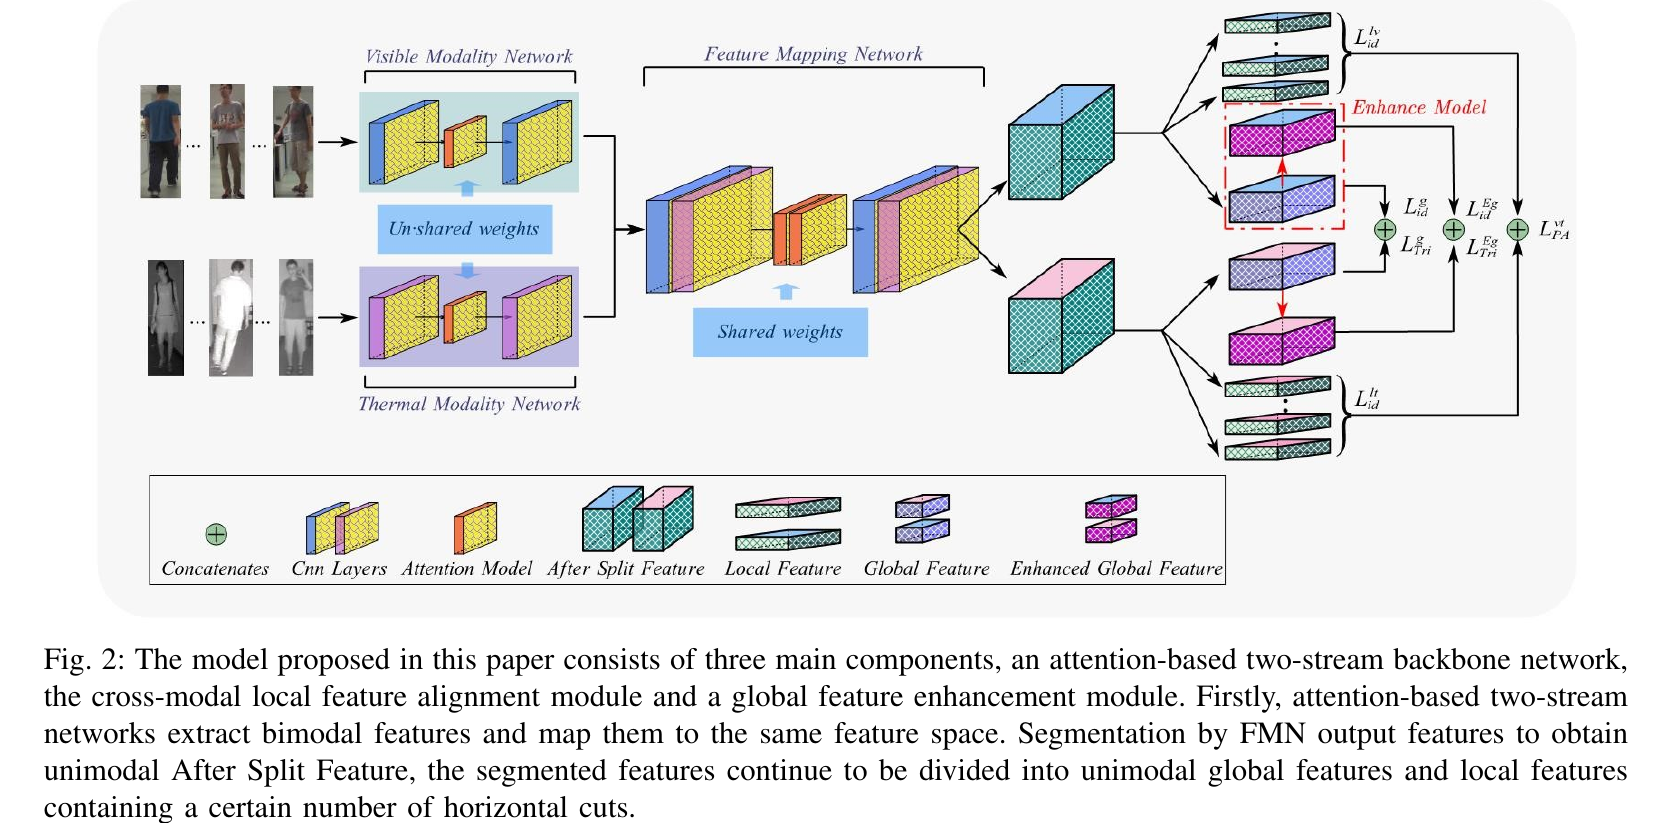 Visible Modality Network
Feature Mapping Network
Un-shared weights
Shared weights
Thermal Modality Network
Enhance Model
L_{id}^{lv}
L_{id}^{g}
L_{Tri}^{g}
L_{id}^{Eg}
L_{Tri}^{Eg}
L_{PA}^{vt}
L_{id}^{lt}
Concatenates
Cnn Layers
Attention Model
After Split Feature
Local Feature
Global Feature
Enhanced Global Feature
Fig. 2: The model proposed in this paper consists of three main components, an attention-based two-stream backbone network,
the cross-modal local feature alignment module and a global feature enhancement module. Firstly, attention-based two-stream
networks extract bimodal features and map them to the same feature space. Segmentation by FMN output features to obtain
unimodal After Split Feature, the segmented features continue to be divided into unimodal global features and local features
containing a certain number of horizontal cuts.